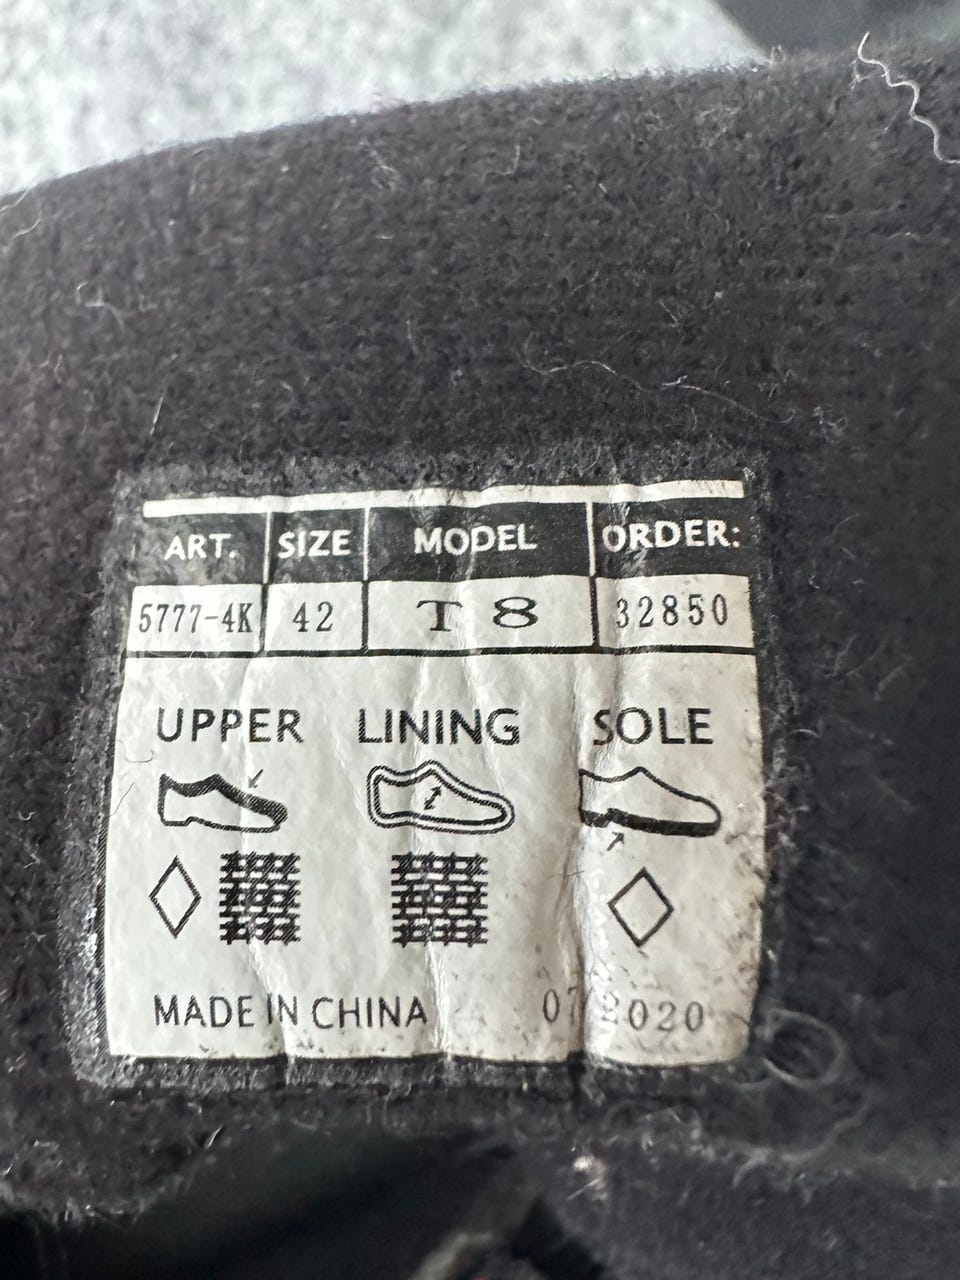 ART. SIZE MODEL ORDER:
5777-4K 42 T 8 32850
UPPER LINING SOLE
MADE IN CHINA 07/2020